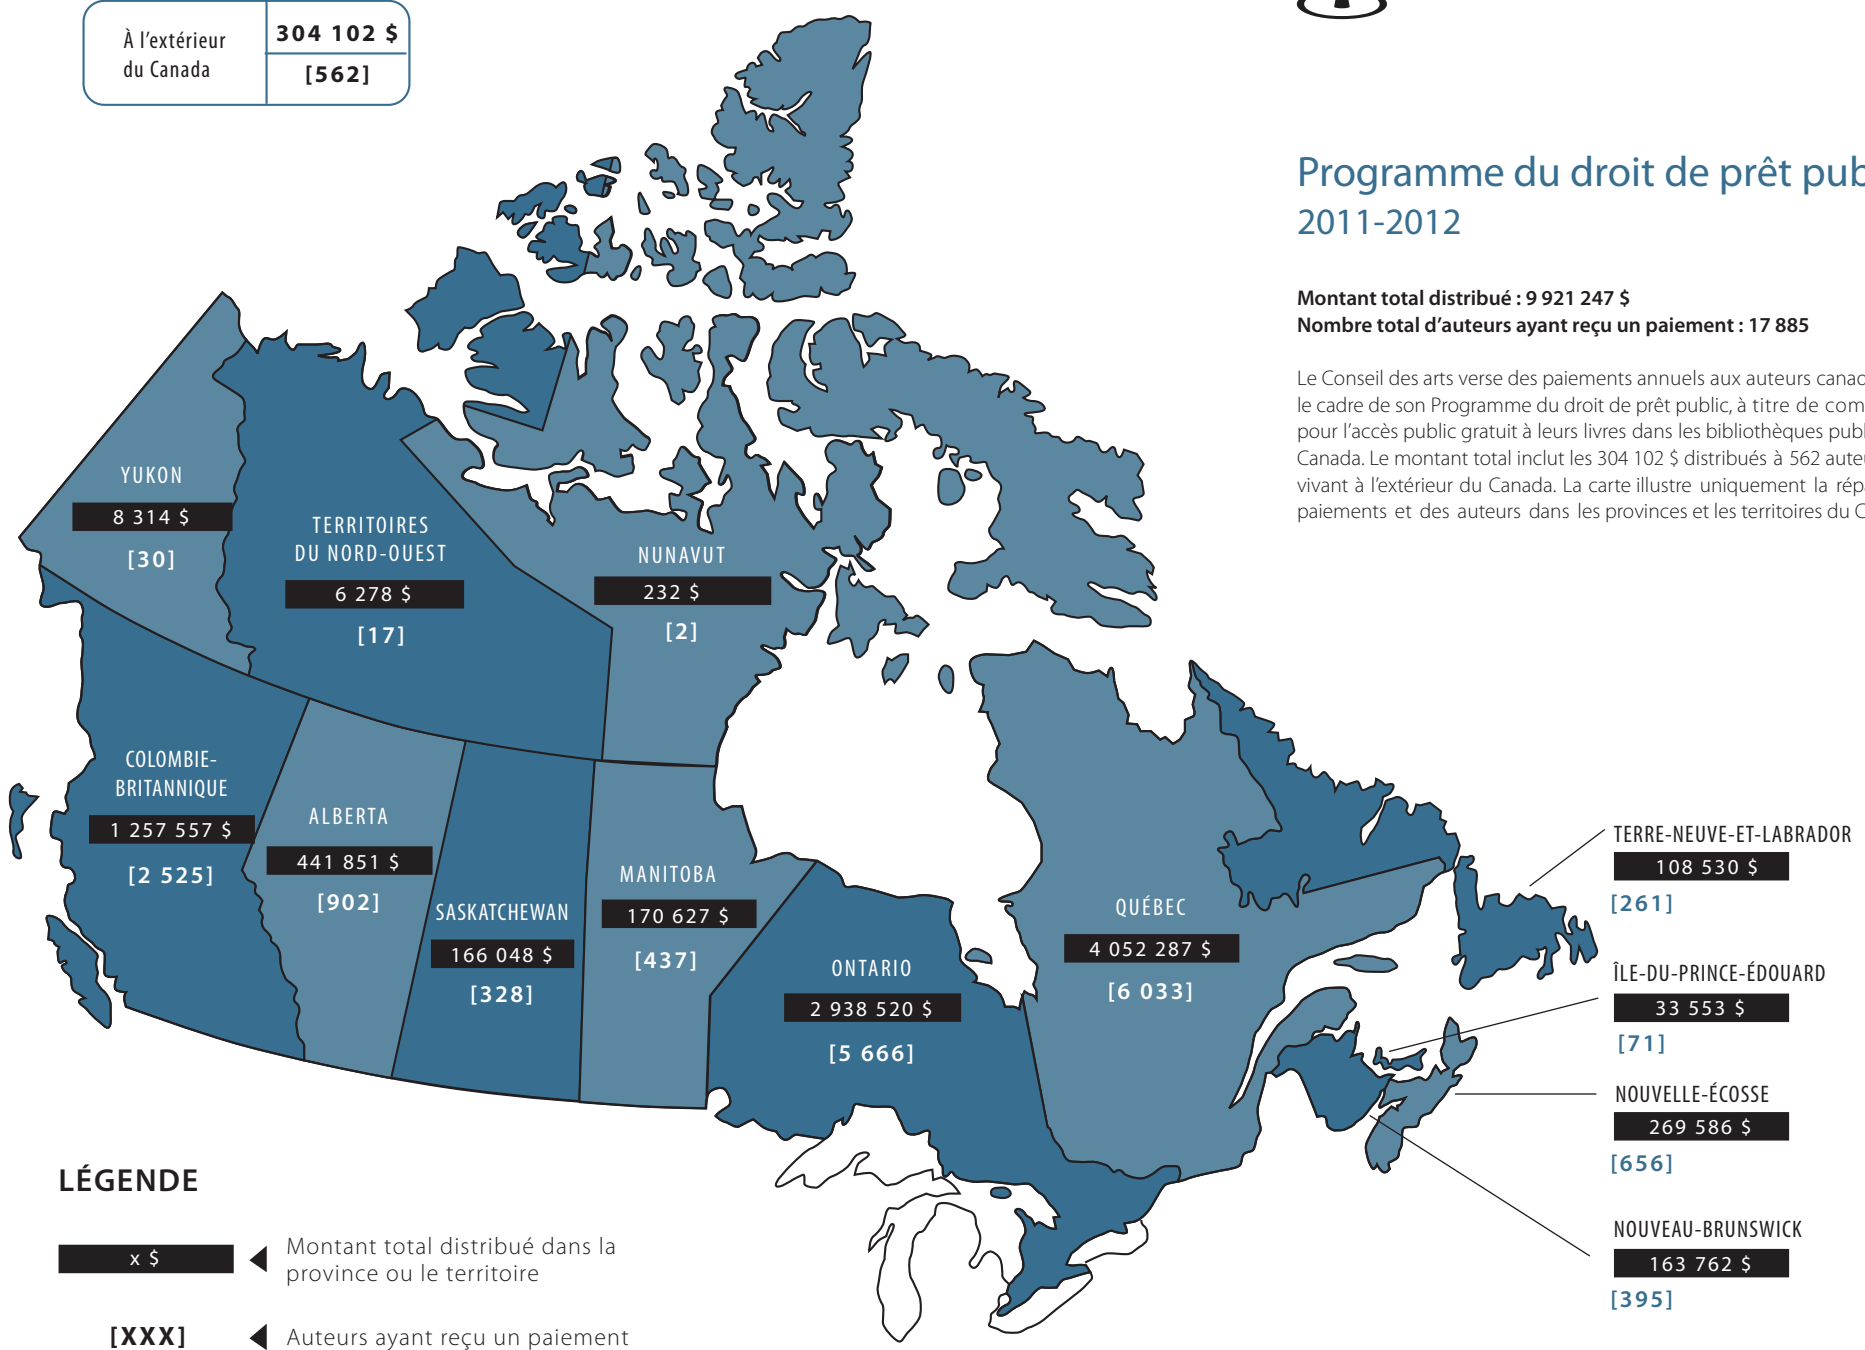 À l'extérieur
du Canada
304 102 $
[562]
Programme du droit de prêt
2011-2012
Montant total distribué : 9 921 247 $
Nombre total d'auteurs ayant reçu un paiement : 17 885
Le Conseil des arts verse des paiements annuels aux auteurs
le cadre de son Programme du droit de prêt public, à titre de
pour l'accès public gratuit à leurs livres dans les bibliothèques
Canada. Le montant total inclut les 304 102 $ distribués à 562
vivant à l'extérieur du Canada. La carte illustre uniquement la
paiements et des auteurs dans les provinces et les territoires du
YUKON
8 314 $
[30]
TERRITOIRES
DU NORD-OUEST
6 278 $
[17]
NUNAVUT
232 $
[2]
COLOMBIE-
BRITANNIQUE
1 257 557 $
[2 525]
ALBERTA
441 851 $
[902]
SASKATCHEWAN
166 048 $
[328]
MANITOBA
170 627 $
[437]
ONTARIO
2 938 520 $
[5 666]
QUÉBEC
4 052 287 $
[6 033]
TERRE-NEUVE-ET-LABRADOR
108 530 $
[261]
ÎLE-DU-PRINCE-ÉDOUARD
33 553 $
[71]
NOUVELLE-ÉCOSSE
269 586 $
[656]
NOUVEAU-BRUNSWICK
163 762 $
[395]
LÉGENDE
x $
Montant total distribué dans la
province ou le territoire
[XXX]
Auteurs ayant reçu un paiement